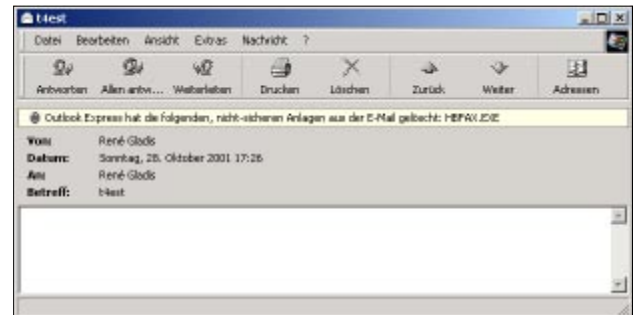 t4est
Datei Bearbeiten Ansicht Extras Nachricht ?
Antworten Allen antw... Weiterleiten Drucken Löschen Zurück Weiter Adressen
Outlook Express hat die folgenden, nicht-sicheren Anlagen aus der E-Mail gelöscht: HBFAX.EXE
Von: René Gladis
Datum: Sonntag, 28. Oktober 2001 17:26
An: René Gladis
Betreff: t4est